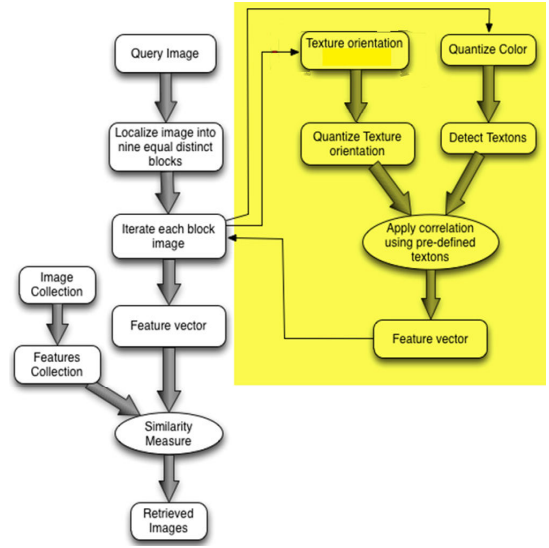 Query Image
Localize image into
nine equal distinct
blocks
Iterate each block
image
Feature vector
Image
Collection
Features
Collection
Similarity
Measure
Retrieved
Images
Texture orientation
Quantize Color
Quantize Texture
orientation
Detect Textons
Apply correlation
using pre-defined
textons
Feature vector